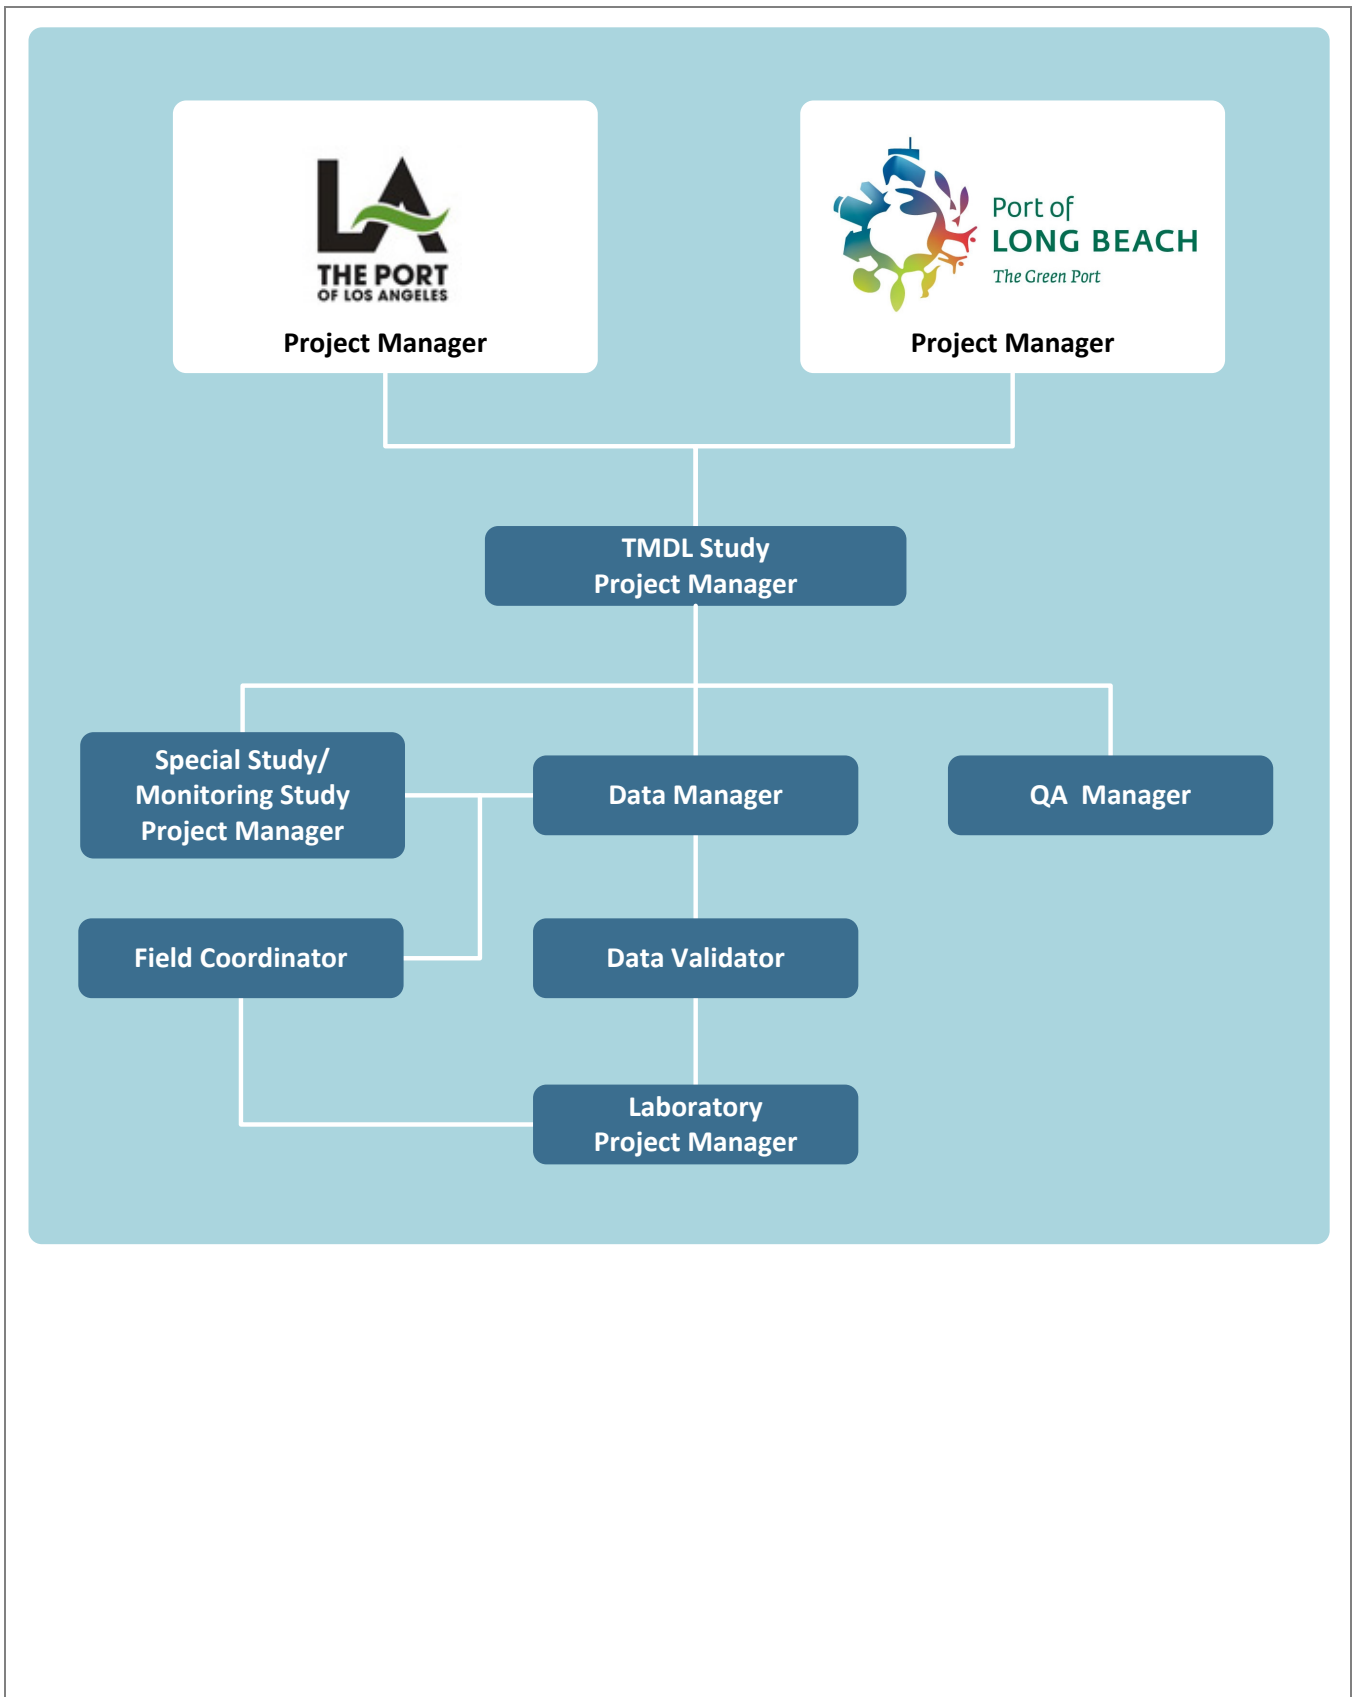 LA
THE PORT
OF LOS ANGELES
Project Manager
Port of
LONG BEACH
The Green Port
Project Manager
TMDL Study
Project Manager
Special Study/
Monitoring Study
Project Manager
Data Manager
QA Manager
Field Coordinator
Data Validator
Laboratory
Project Manager